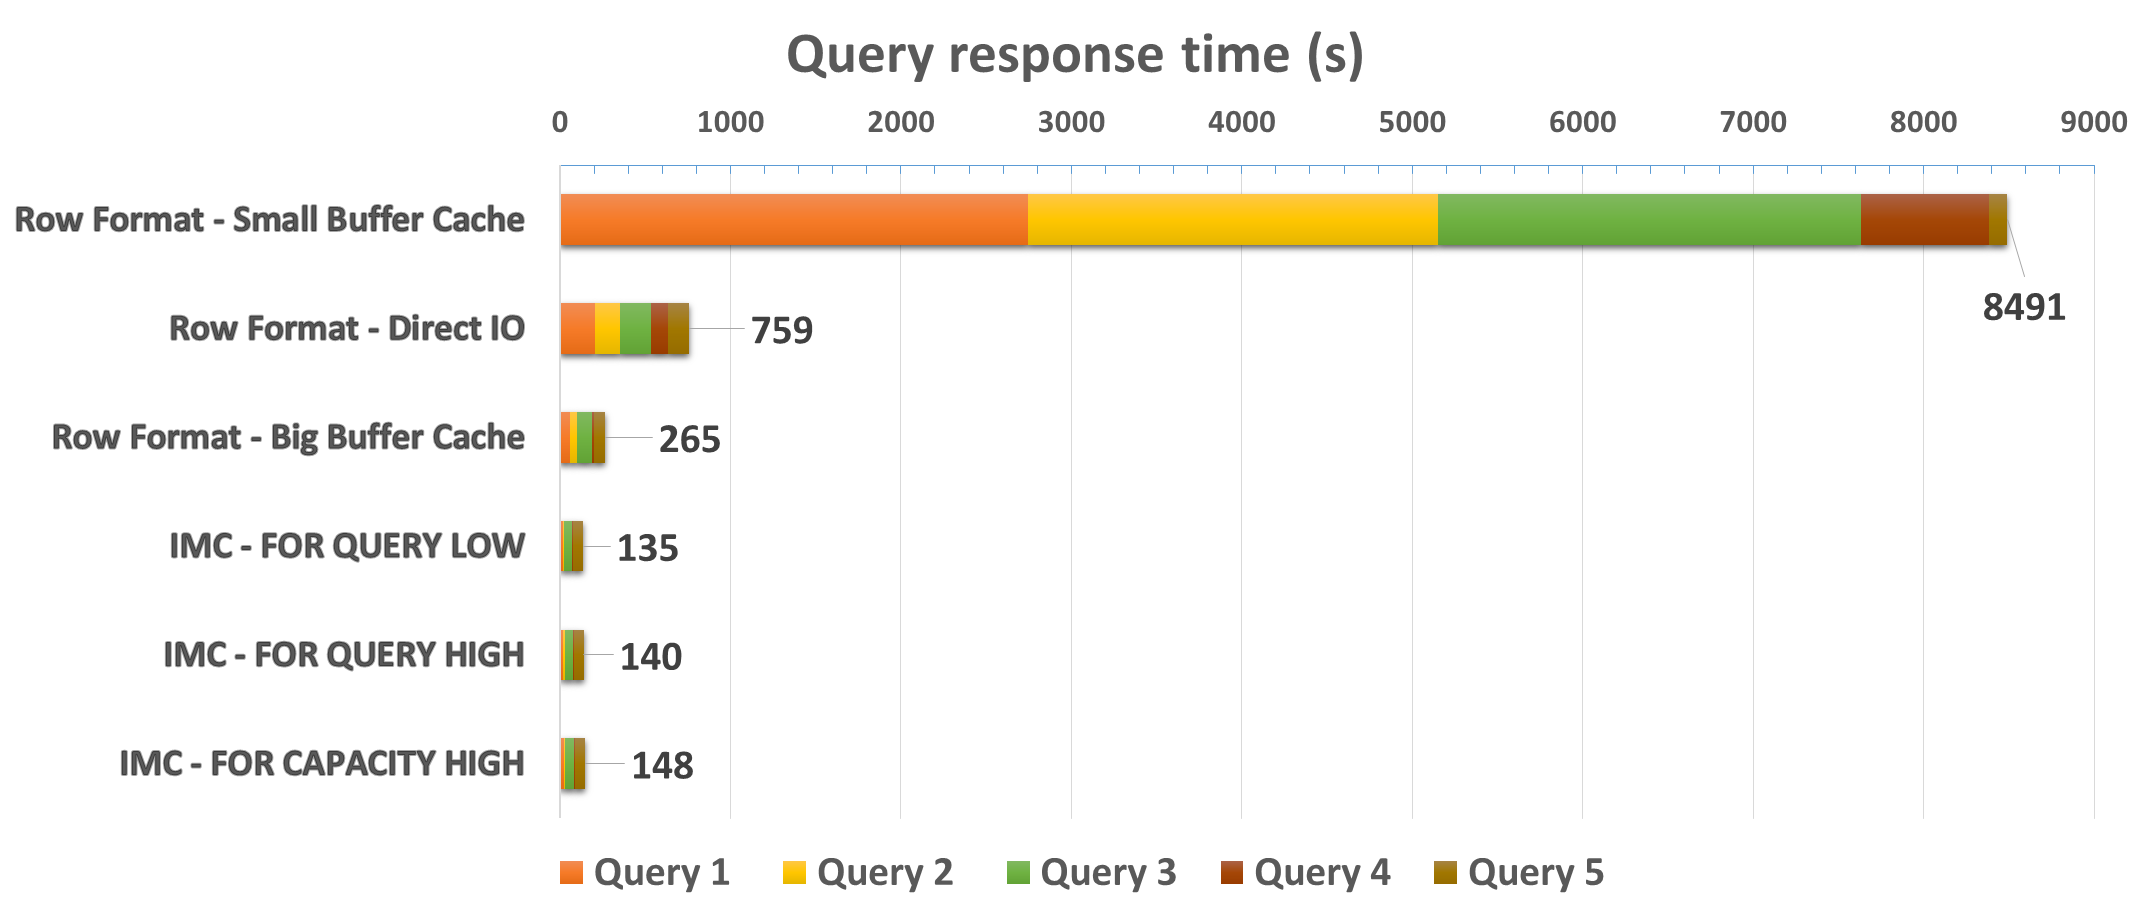 Query response time (s)
0 1000 2000 3000 4000 5000 6000 7000 8000 9000
Row Format - Small Buffer Cache
8491
Row Format - Direct IO 759
Row Format - Big Buffer Cache 265
IMC - FOR QUERY LOW 135
IMC - FOR QUERY HIGH 140
IMC - FOR CAPACITY HIGH 148
Query 1 Query 2 Query 3 Query 4 Query 5